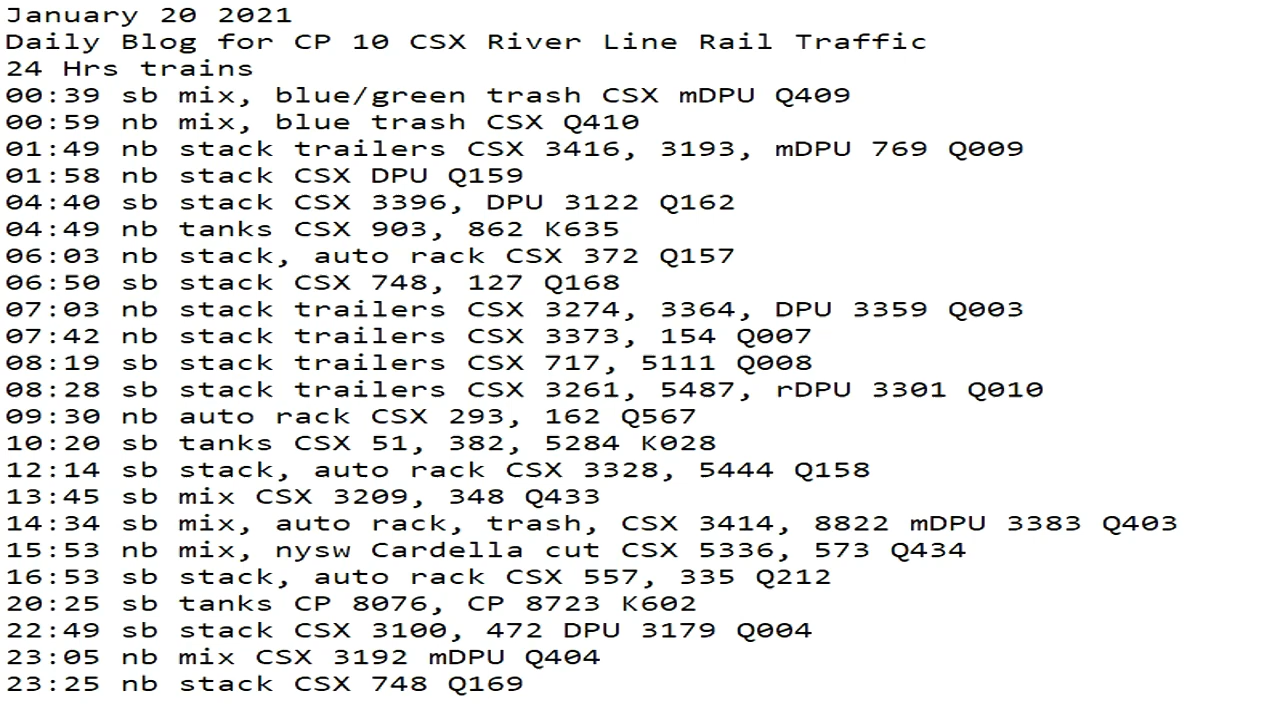 January 20 2021
Daily Blog for CP 10 CSX River Line Rail Traffic
24 Hrs trains
00:39 sb mix, blue/green trash CSX mDPU Q409
00:59 nb mix, blue trash CSX Q410
01:49 nb stack trailers CSX 3416, 3193, mDPU 769 Q009
01:58 nb stack CSX DPU Q159
04:40 sb stack CSX 3396, DPU 3122 Q162
04:49 nb tanks CSX 903, 862 K635
06:03 nb stack, auto rack CSX 372 Q157
06:50 sb stack CSX 748, 127 Q168
07:03 nb stack trailers CSX 3274, 3364, DPU 3359 Q003
07:42 nb stack trailers CSX 3373, 154 Q007
08:19 sb stack trailers CSX 717, 5111 Q008
08:28 sb stack trailers CSX 3261, 5487, rDPU 3301 Q010
09:30 nb auto rack CSX 293, 162 Q567
10:20 sb tanks CSX 51, 382, 5284 K028
12:14 sb stack, auto rack CSX 3328, 5444 Q158
13:45 sb mix CSX 3209, 348 Q433
14:34 sb mix, auto rack, trash, CSX 3414, 8822 mDPU 3383 Q403
15:53 nb mix, nysw Cardella cut CSX 5336, 573 Q434
16:53 sb stack, auto rack CSX 557, 335 Q212
20:25 sb tanks CP 8076, CP 8723 K602
22:49 sb stack CSX 3100, 472 DPU 3179 Q004
23:05 nb mix CSX 3192 mDPU Q404
23:25 nb stack CSX 748 Q169